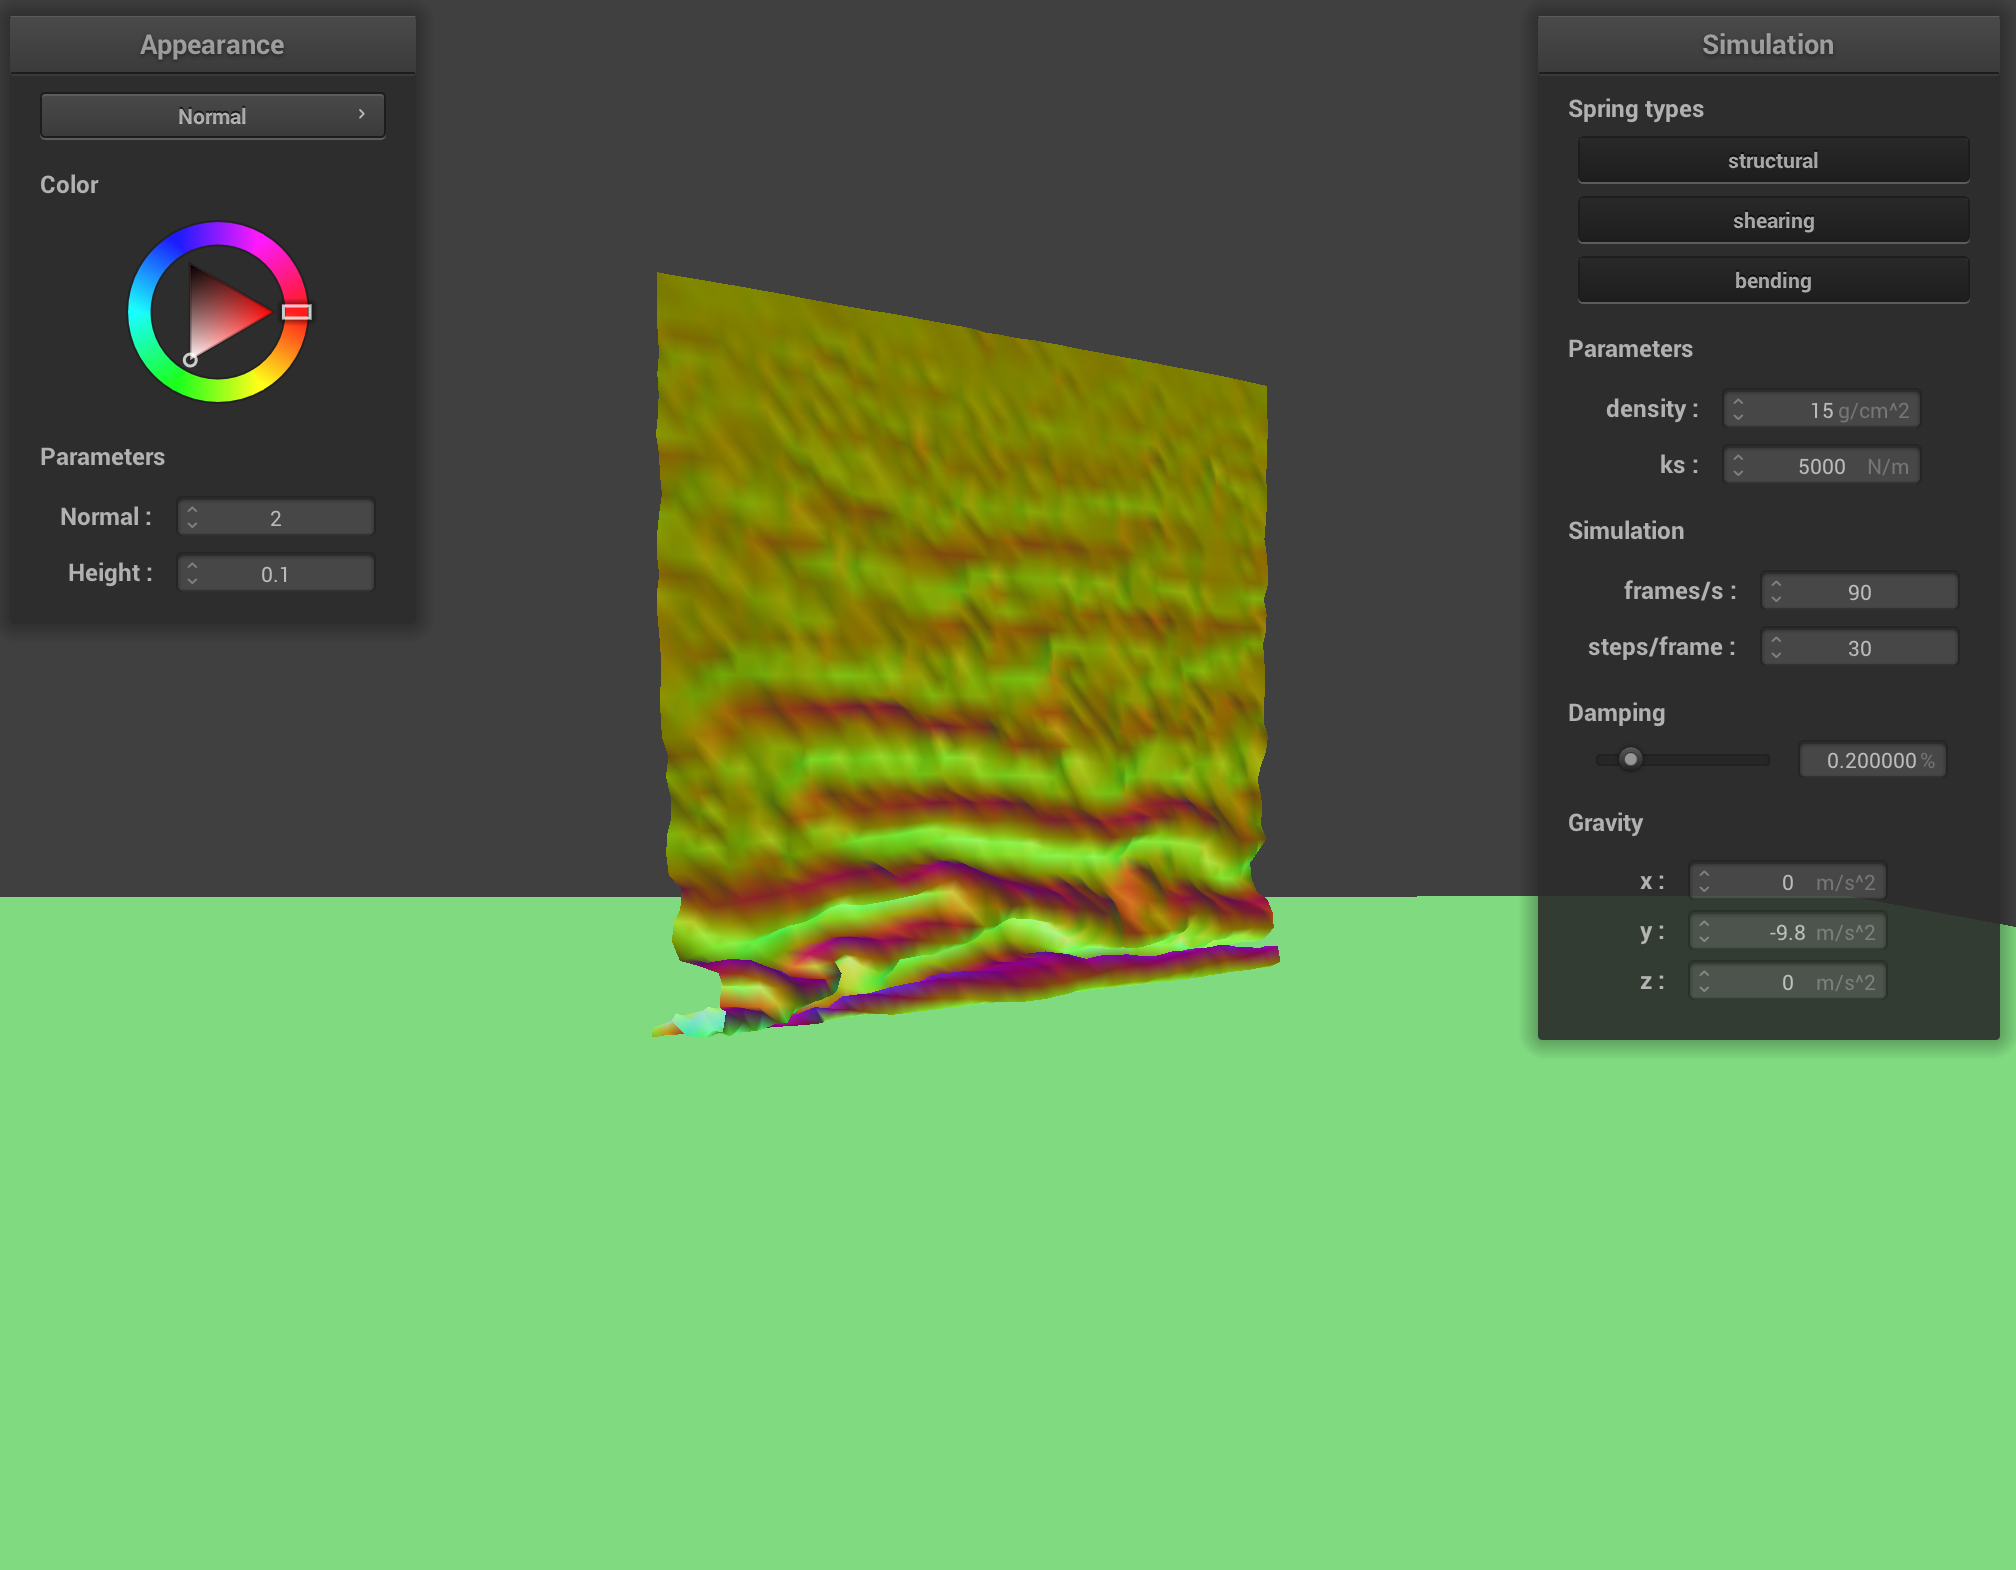 Appearance
Normal
Color
Parameters
Normal : 2
Height : 0.1
Simulation
Spring types
structural
shearing
bending
Parameters
density : 15 g/cm^2
ks : 5000 N/m
Simulation
frames/s : 90
steps/frame : 30
Damping
0.200000 %
Gravity
x : 0 m/s^2
y : -9.8 m/s^2
z : 0 m/s^2